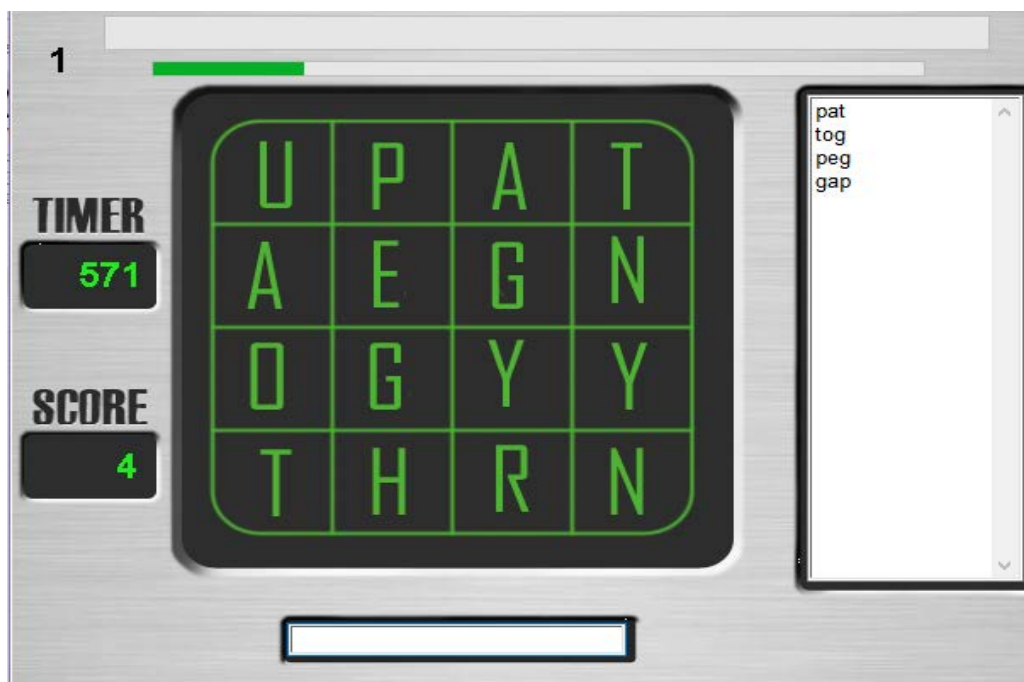 1
TIMER
571
SCORE
4
U P A T
A E G N
O G Y Y
T H R N
pat
tog
peg
gap